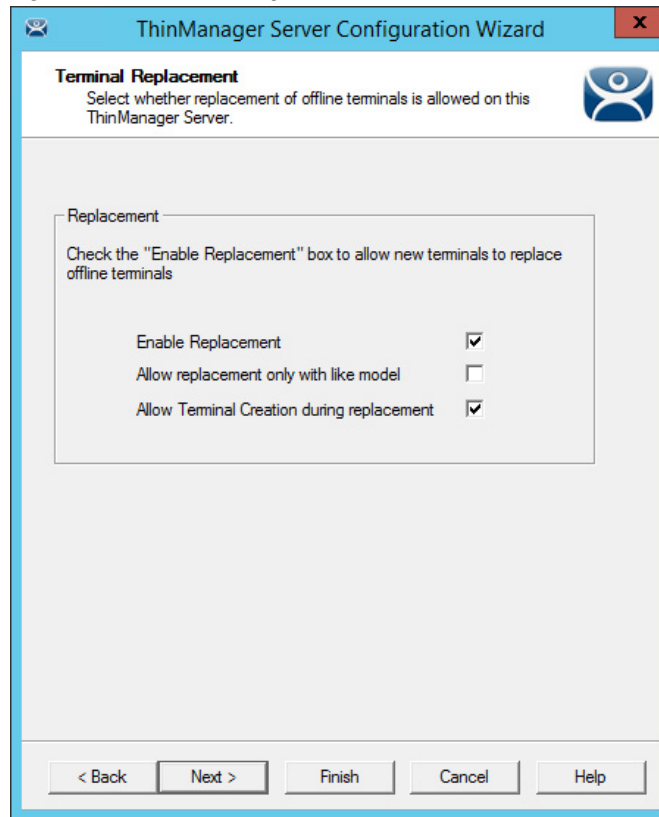 ThinManager Server Configuration Wizard
x
Terminal Replacement
Select whether replacement of offline terminals is allowed on this
ThinManager Server.
Replacement
Check the "Enable Replacement" box to allow new terminals to replace
offline terminals
Enable Replacement
Allow replacement only with like model
Allow Terminal Creation during replacement
< Back Next > Finish Cancel Help